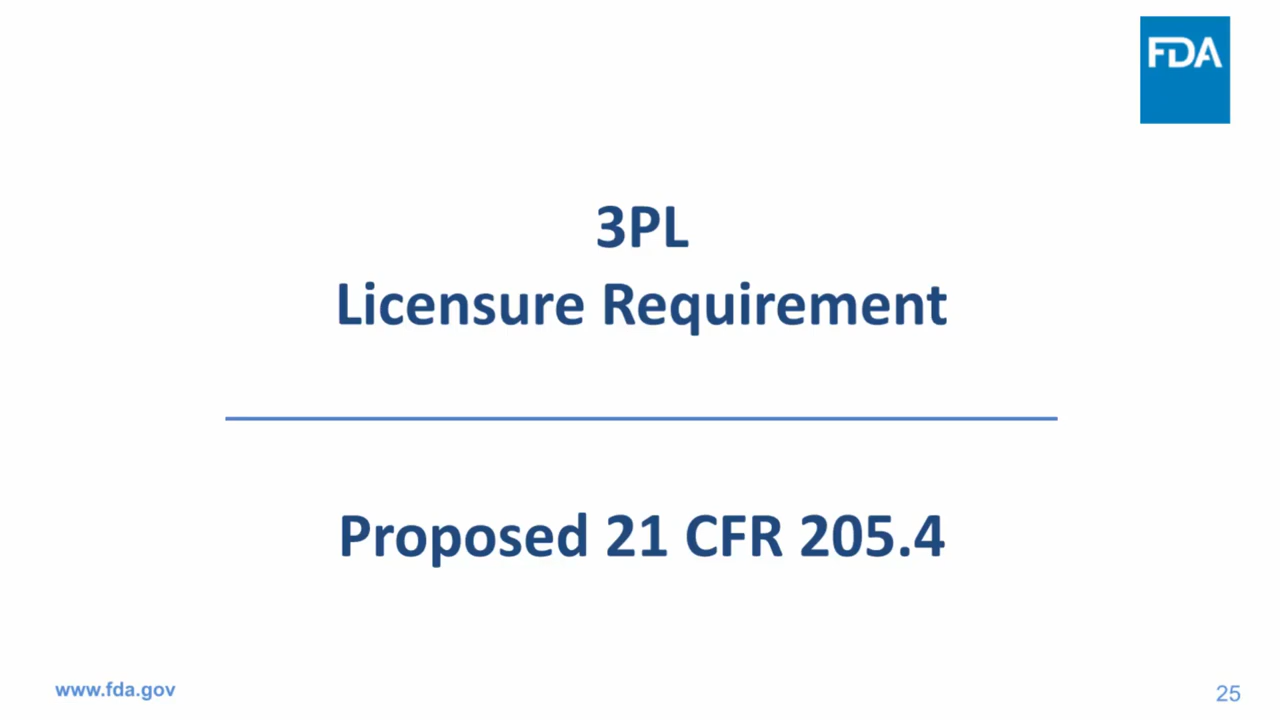 FDA
3PL
Licensure Requirement
Proposed 21 CFR 205.4
www.fda.gov
25